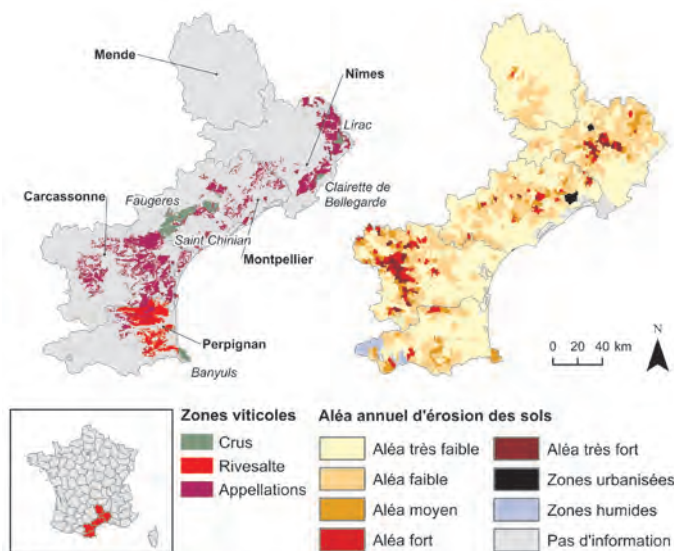 Mende
Nîmes
Lirac
Carcassonne
Faugeres
Clairette de
Bellegarde
Saint Chinian
Montpellier
Perpignan
Banyuls
N
0 20 40 km
Zones viticoles
Crus
Rivesalte
Appellations
Aléa annuel d'érosion des sols
Aléa très faible
Aléa faible
Aléa moyen
Aléa fort
Aléa très fort
Zones urbanisées
Zones humides
Pas d'information